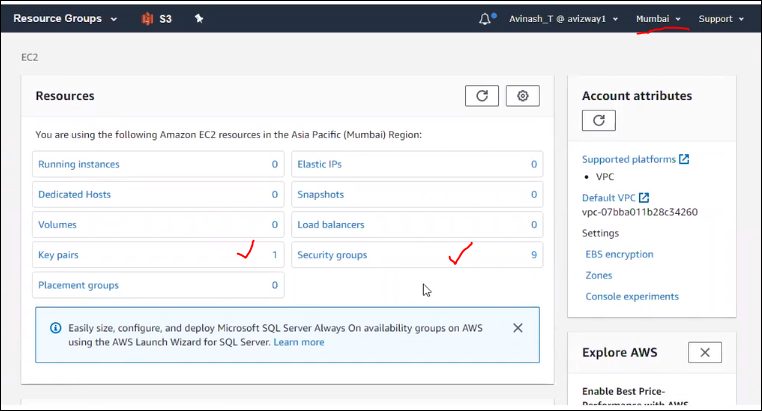 Resource Groups S3 Avinash_T @ avizway1 Mumbai Support
EC2
Resources
You are using the following Amazon EC2 resources in the Asia Pacific (Mumbai) Region:
Running instances 0
Elastic IPs 0
Dedicated Hosts 0
Snapshots 0
Volumes 0
Load balancers 0
Key pairs 1
Security groups 9
Placement groups 0
Easily size, configure, and deploy Microsoft SQL Server Always On availability groups on AWS
using the AWS Launch Wizard for SQL Server. Learn more
Account attributes
Supported platforms
VPC
Default VPC
vpc-07bba011b28c34260
Settings
EBS encryption
Zones
Console experiments
Explore AWS
Enable Best Price-
Performance with AWS